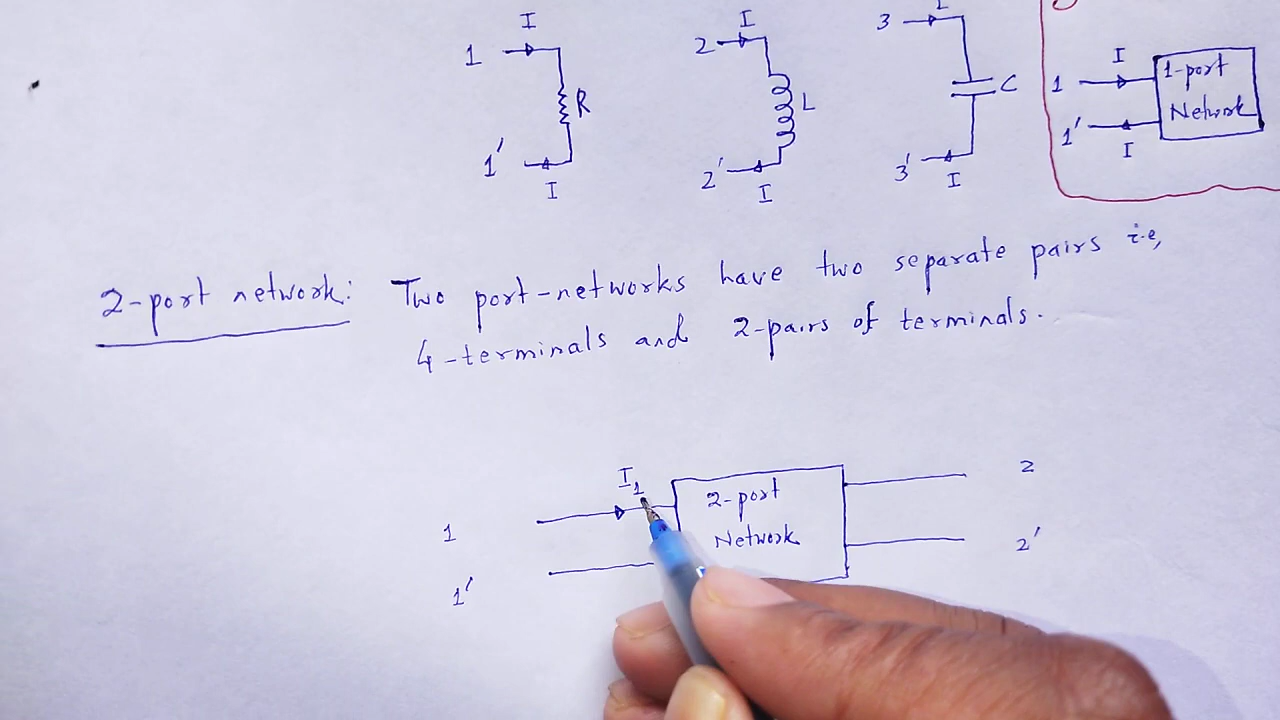 I I I
1 2 3
R L C
1' 2' 3'
I I I
I
1 1-port
Network
1'
I
2-port network: Two port-networks have two separate pairs i.e,
4-terminals and 2-pairs of terminals.
I1
1 2-port 2
Network
1' 2'